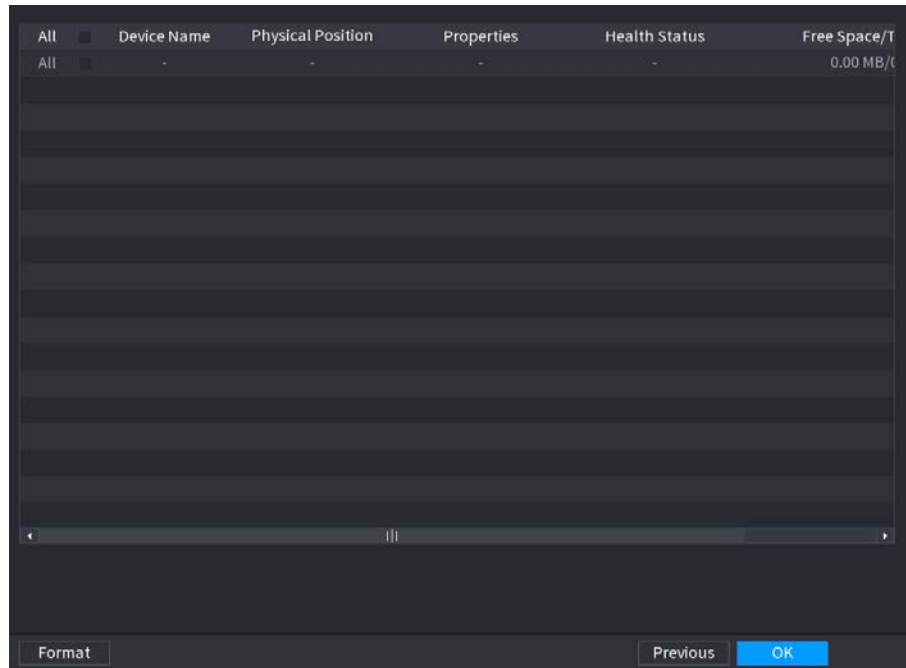 All Device Name Physical Position Properties Health Status Free Space/T
All - - - - 0.00 MB/
Format Previous OK